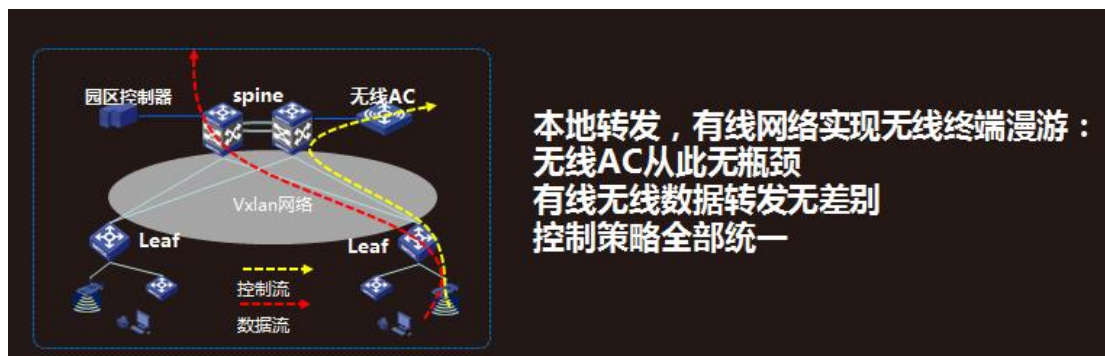 园区控制器
spine
无线AC
Vxlan网络
Leaf
Leaf
控制流
数据流
本地转发，有线网络实现无线终端漫游：
无线AC从此无瓶颈
有线无线数据转发无差别
控制策略全部统一